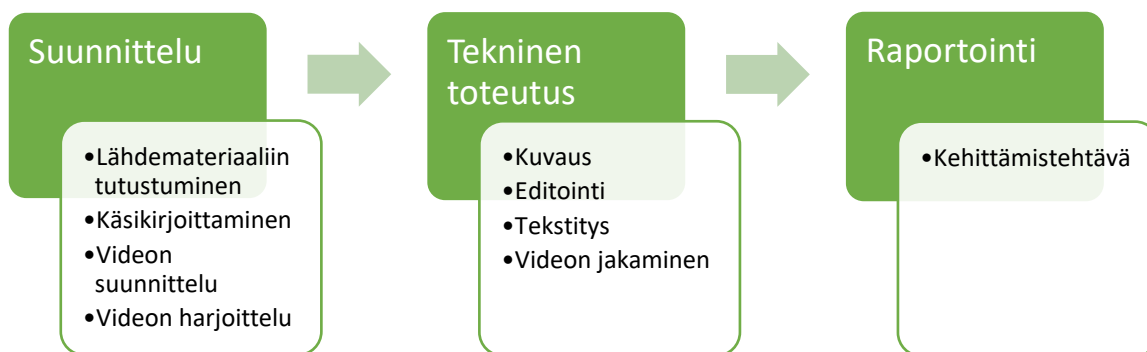 Suunnittelu
•Lähdemateriaaliin
tutustuminen
•Käsikirjoittaminen
•Videon
suunnittelu
•Videon harjoittelu
Tekninen
toteutus
•Kuvaus
•Editointi
•Tekstitys
•Videon jakaminen
Raportointi
•Kehittämistehtävä